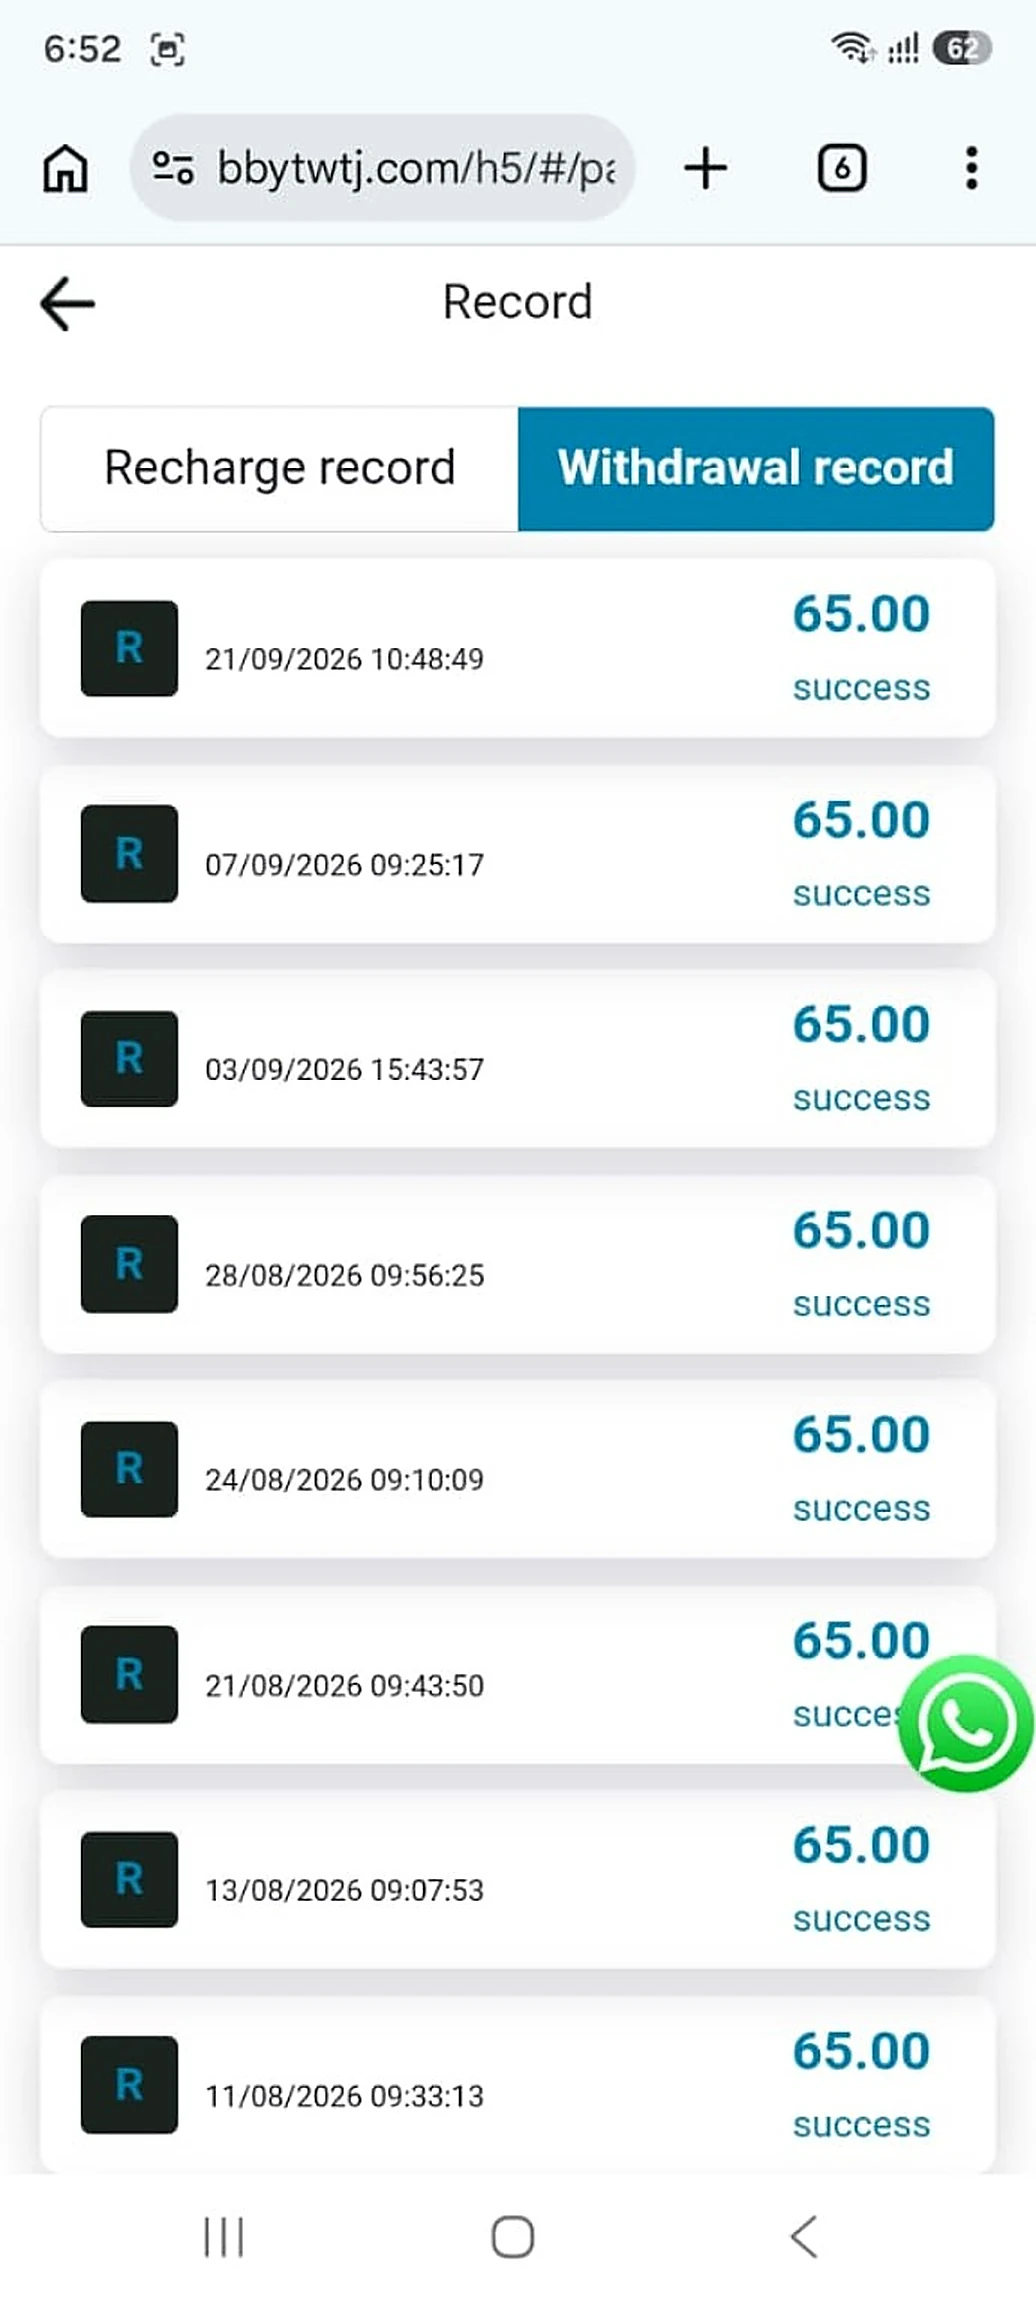 6:52 62
bbytwtj.com/h5/#/pa 6
Record
Recharge record Withdrawal record
65.00
R 21/09/2026 10:48:49
success
65.00
R 07/09/2026 09:25:17
success
65.00
R 03/09/2026 15:43:57
success
65.00
R 28/08/2026 09:56:25
success
65.00
R 24/08/2026 09:10:09
success
65.00
R 21/08/2026 09:43:50
succes
65.00
R 13/08/2026 09:07:53
success
65.00
R 11/08/2026 09:33:13
success